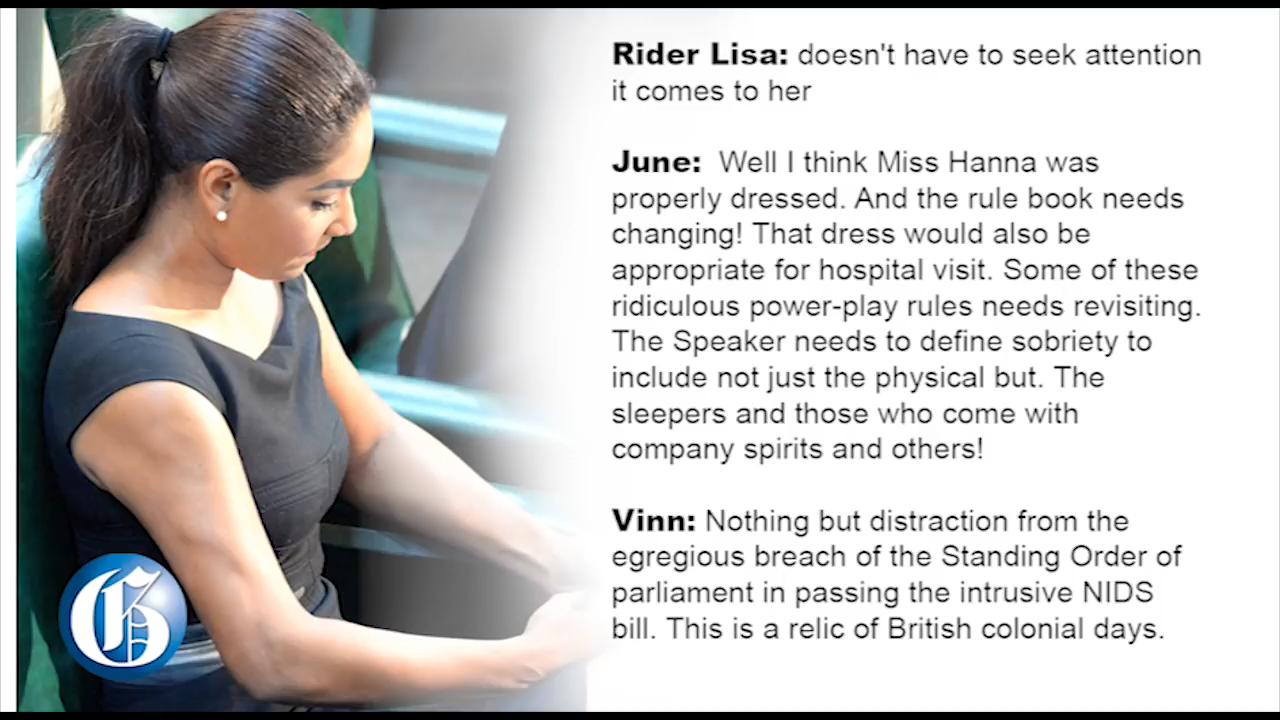 Rider Lisa: doesn't have to seek attention
it comes to her
June: Well I think Miss Hanna was
properly dressed. And the rule book needs
changing! That dress would also be
appropriate for hospital visit. Some of these
ridiculous power-play rules needs revisiting.
The Speaker needs to define sobriety to
include not just the physical but. The
sleepers and those who come with
company spirits and others!
Vinn: Nothing but distraction from the
egregious breach of the Standing Order of
parliament in passing the intrusive NIDS
bill. This is a relic of British colonial days.
G